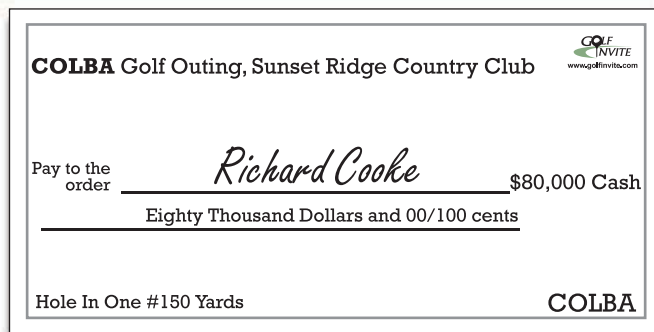 GOLF
INVITE
www.golfinvite.com
COLBA Golf Outing, Sunset Ridge Country Club
Pay to the
order
Richard Cooke
$80,000 Cash
Eighty Thousand Dollars and 00/100 cents
Hole In One #150 Yards
COLBA